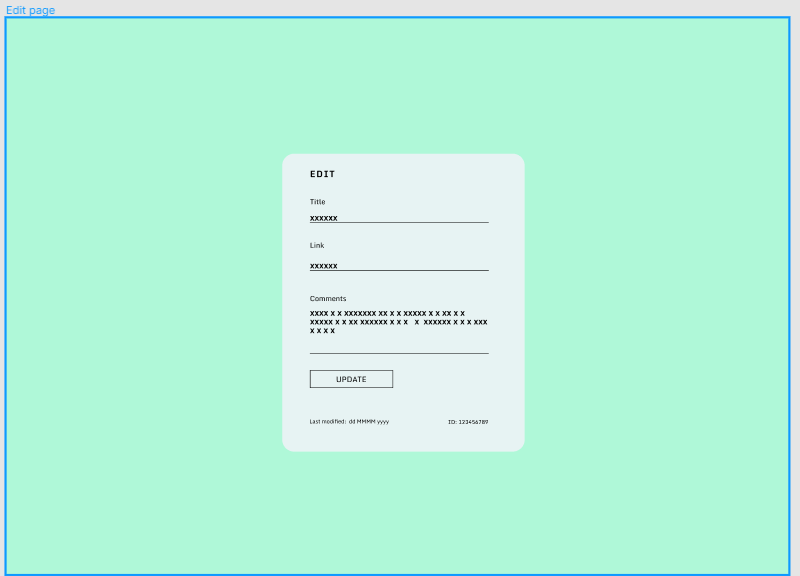 Edit page
EDIT
Title
xxxxxx
Link
xxxxxx
Comments
xxxx x x xxxxxxx xx x x xxxxx x x xx x x
xxxxx x x xx xxxxxx x x x x xxxxxx x x x xxx
x x x x
UPDATE
Last modified: dd MMMM yyyy
ID: 123456789